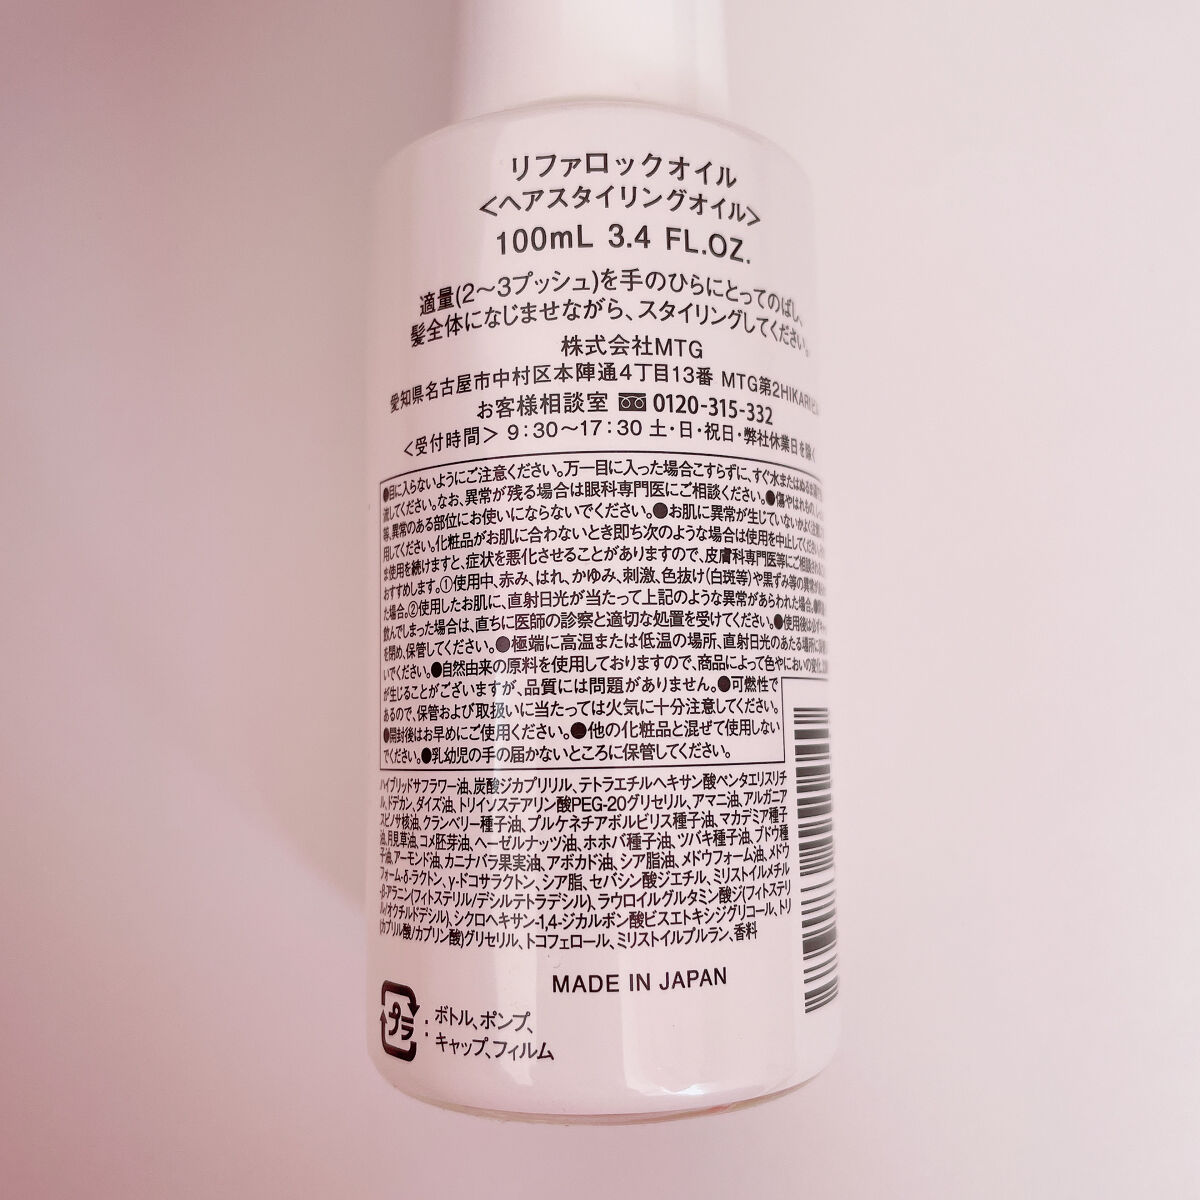 リファロックオイル
<ヘアスタイリングオイル>
100mL 3.4 FL.OZ.
適量(2〜3プッシュ)を手のひらにとってのばし、
髪全体になじませながら、スタイリングしてください。
株式会社MTG
愛知県名古屋市中村区本陣通4丁目13番 MTG第2HIKARIビル
お客様相談室 0120-315-332
<受付時間> 9:30〜17:30 土・日・祝日・弊社休業日を除く
●目に入らないようにご注意ください。万一目に入った場合こすらずに、すぐ水またはぬるま湯で
流してください。なお、異常が残る場合は眼科専門医にご相談ください。●傷やはれもの、しっしん
等、異常のある部位にお使いにならないでください。●お肌に異常が生じていないかよく注意して
用してください。化粧品がお肌に合わないとき即ち次のような場合は使用を中止してください。
ま使用を続けますと、症状を悪化させることがありますので、皮膚科専門医等にご相談される
おすすめします。①使用中、赤み、はれ、かゆみ、刺激、色抜け(白斑等)や黒ずみ等の異常が
た場合。②使用したお肌に、直射日光が当たって上記のような異常があらわれた場合。●
飲んでしまった場合は、直ちに医師の診察と適切な処置を受けてください。●使用後は必ず
を閉め、保管してください。●極端に高温または低温の場所、直射日光のあたる場所に
いでください。●自然由来の原料を使用しておりますので、商品によって色やにおいの変化、
が生じることがございますが、品質には問題がありません。●可燃性で
あるので、保管および取扱いに当たっては火気に十分注意してください。
●開封後はお早めにご使用ください。●他の化粧品と混ぜて使用しない
でください。●乳幼児の手の届かないところに保管してください。
ハイブリッドサフラワー油、炭酸ジカプリリル、テトラエチルヘキサン酸ペンタエリスリチ
ル、ドデカン、ダイズ油、トリイソステアリン酸PEG-20グリセリル、アマニ油、アルガニア
スピノサ核油、クランベリー種子油、プルケネチアボルビリス種子油、マカデミア種子
油、月見草油、コメ胚芽油、ヘーゼルナッツ油、ホホバ種子油、ツバキ種子油、ブドウ種
子油、アーモンド油、カニナバラ果実油、アボカド油、シア脂油、メドウフォーム油、メドウ
フォーム-δ-ラクトン、γ-ドコサラクトン、シア脂、セバシン酸ジエチル、ミリストイルメチル
-β-アラニン(フィトステリル/デシルテトラデシル)、ラウロイルグルタミン酸ジ(フィトステリ
ル/オクチルドデシル)、シクロヘキサン-1,4-ジカルボン酸ビスエトキシジグリコール、トリ
(カプリル酸/カプリン酸)グリセリル、トコフェロール、ミリストイルプルラン、香料
MADE IN JAPAN
プラ : ボトル、ポンプ、
キャップ、フィルム